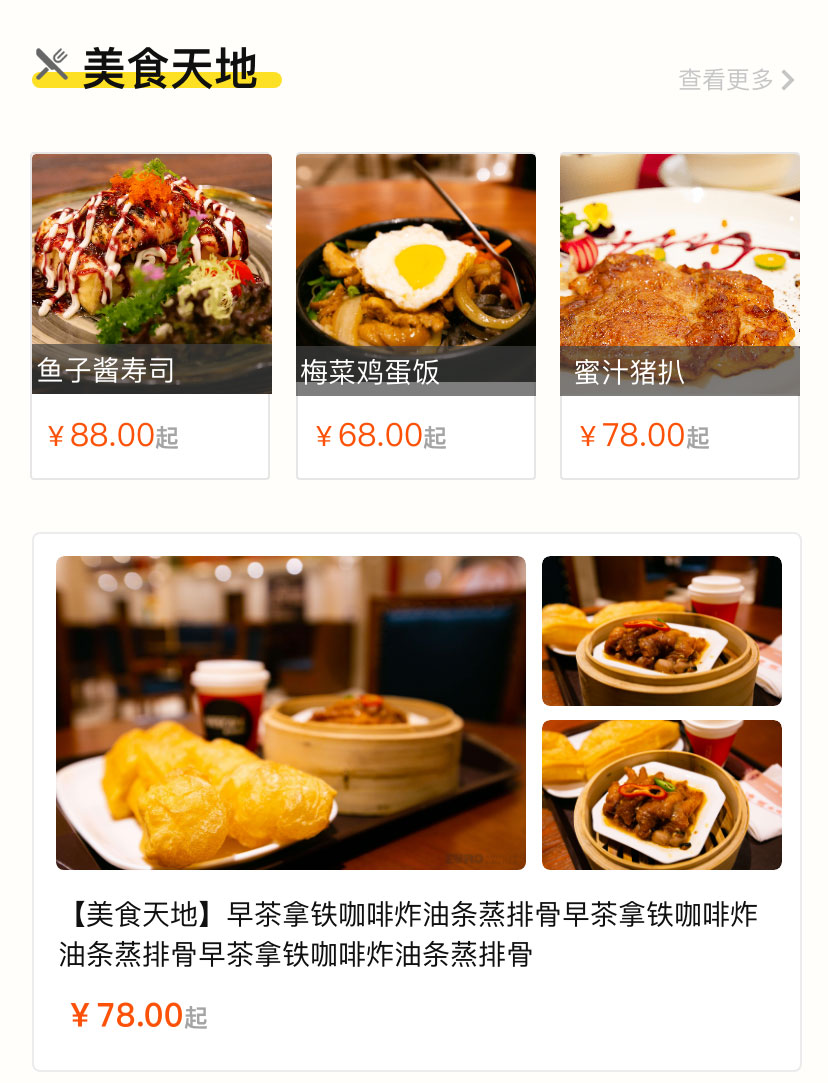 美食天地
查看更多
鱼子酱寿司
梅菜鸡蛋饭
蜜汁猪扒
¥88.00起
¥68.00起
¥78.00起
【美食天地】早茶拿铁咖啡炸油条蒸排骨早茶拿铁咖啡炸
油条蒸排骨早茶拿铁咖啡炸油条蒸排骨
¥78.00起